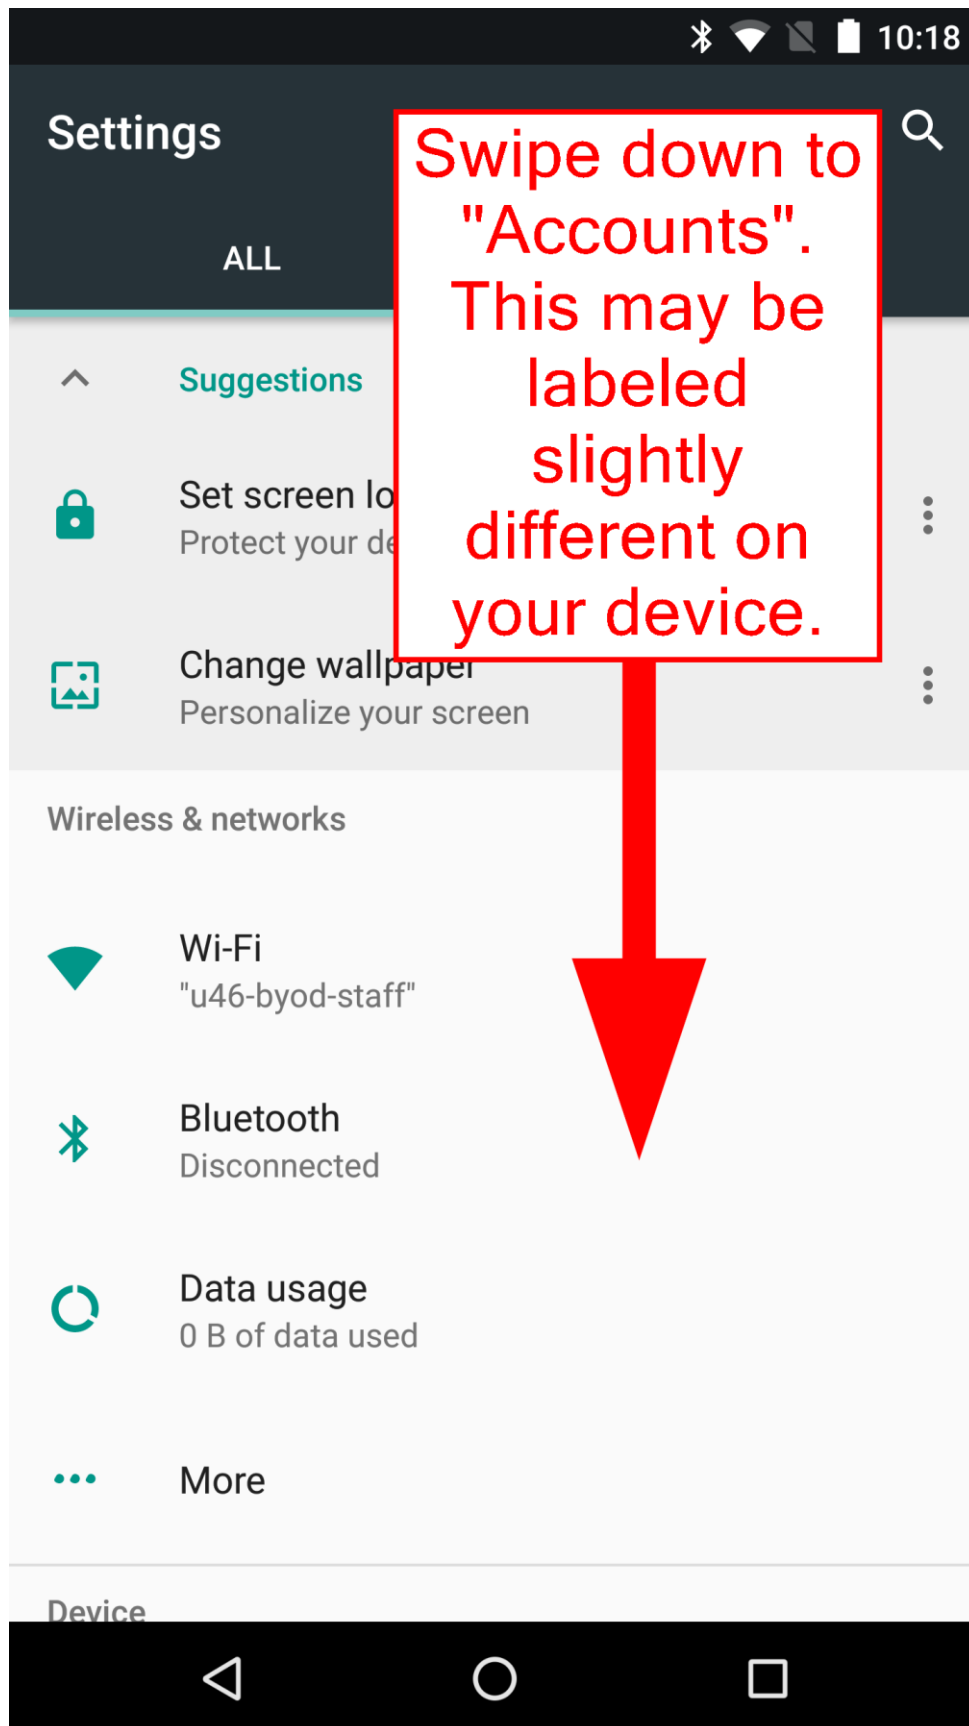 10:18
Settings
Swipe down to
"Accounts".
This may be
labeled
slightly
different on
your device.
ALL
Suggestions
Set screen lo
Protect your de
Change wallpaper
Personalize your screen
Wireless & networks
Wi-Fi
"u46-byod-staff"
Bluetooth
Disconnected
Data usage
0 B of data used
More
Device